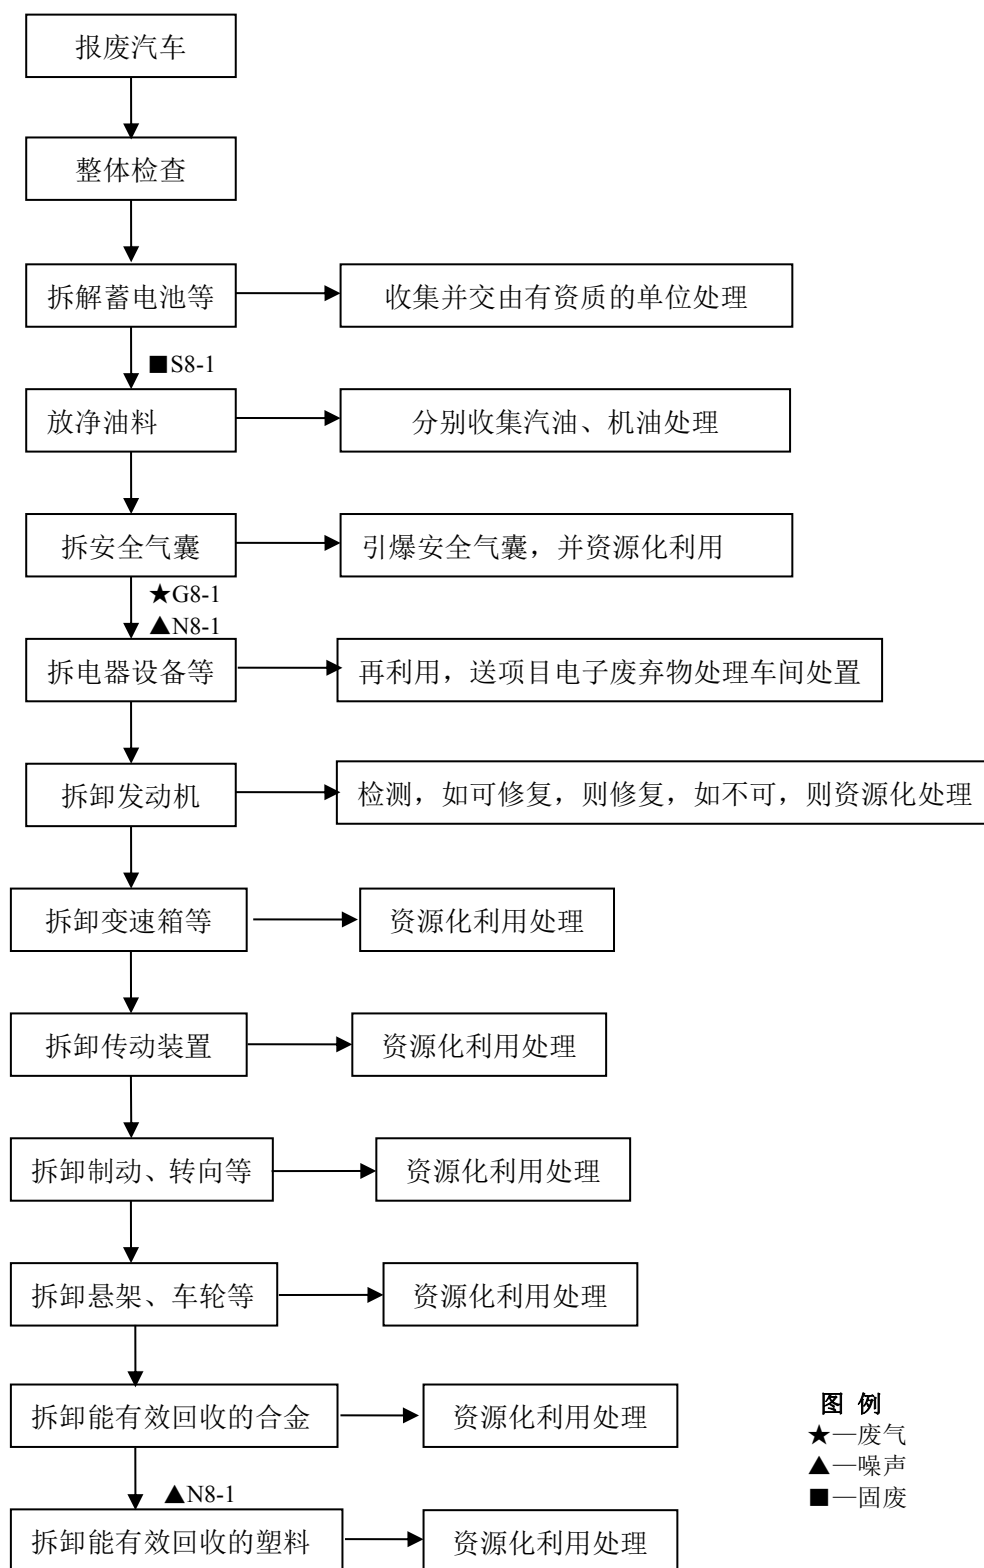 报废汽车
整体检查
拆解蓄电池等
收集并交由有资质的单位处理
■S8-1
放净油料
分别收集汽油、机油处理
拆安全气囊
引爆安全气囊，并资源化利用
★G8-1
▲N8-1
拆电器设备等
再利用，送项目电子废弃物处理车间处置
拆卸发动机
检测，如可修复，则修复，如不可，则资源化处理
拆卸变速箱等
资源化利用处理
拆卸传动装置
资源化利用处理
拆卸制动、转向等
资源化利用处理
拆卸悬架、车轮等
资源化利用处理
拆卸能有效回收的合金
资源化利用处理
▲N8-1
拆卸能有效回收的塑料
资源化利用处理
图 例
★—废气
▲—噪声
■—固废